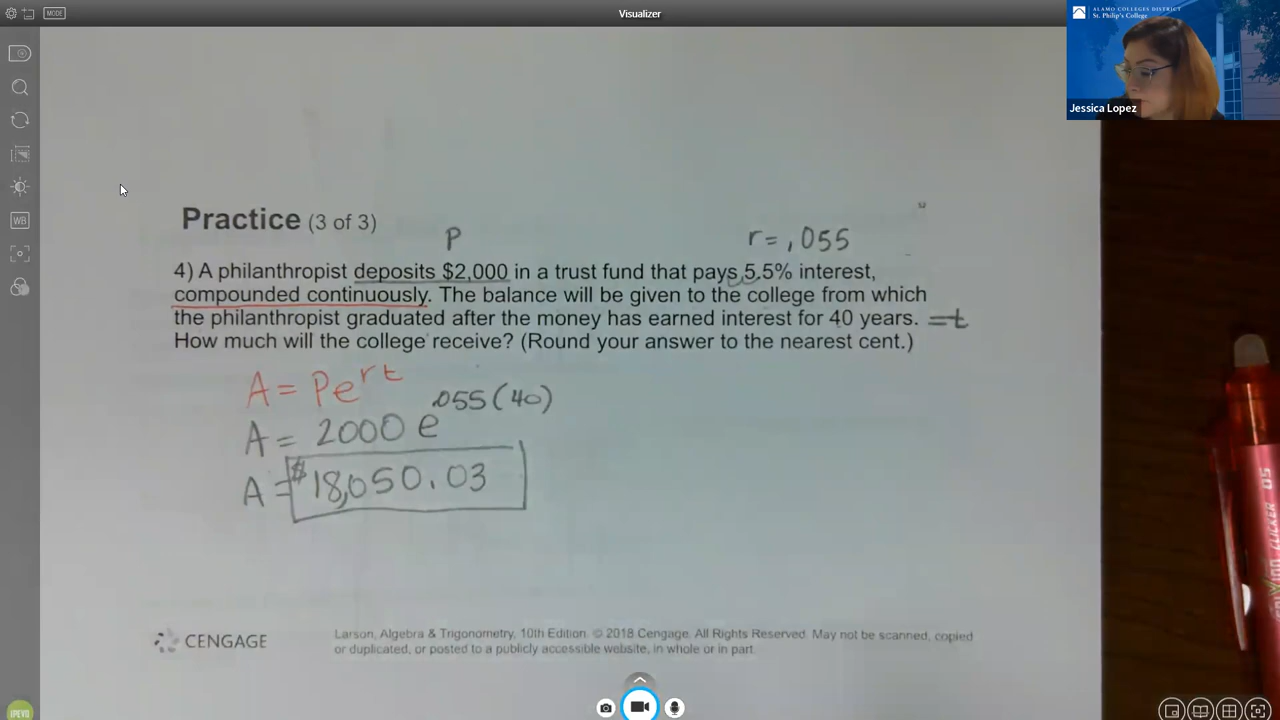 MODE
Visualizer
ALAMO COLLEGES DISTRICT
St. Philip's College
Jessica Lopez
WB
Practice (3 of 3)
P
r = .055
4) A philanthropist deposits $2,000 in a trust fund that pays 5.5% interest,
compounded continuously. The balance will be given to the college from which
the philanthropist graduated after the money has earned interest for 40 years. = t
How much will the college receive? (Round your answer to the nearest cent.)
A = Pe^rt
A = 2000 e^.055(40)
A = $18,050.03
CENGAGE
Larson, Algebra & Trigonometry, 10th Edition. © 2018 Cengage. All Rights Reserved. May not be scanned, copied
or duplicated, or posted to a publicly accessible website, in whole or in part.
IPEVO
CLICKER 05